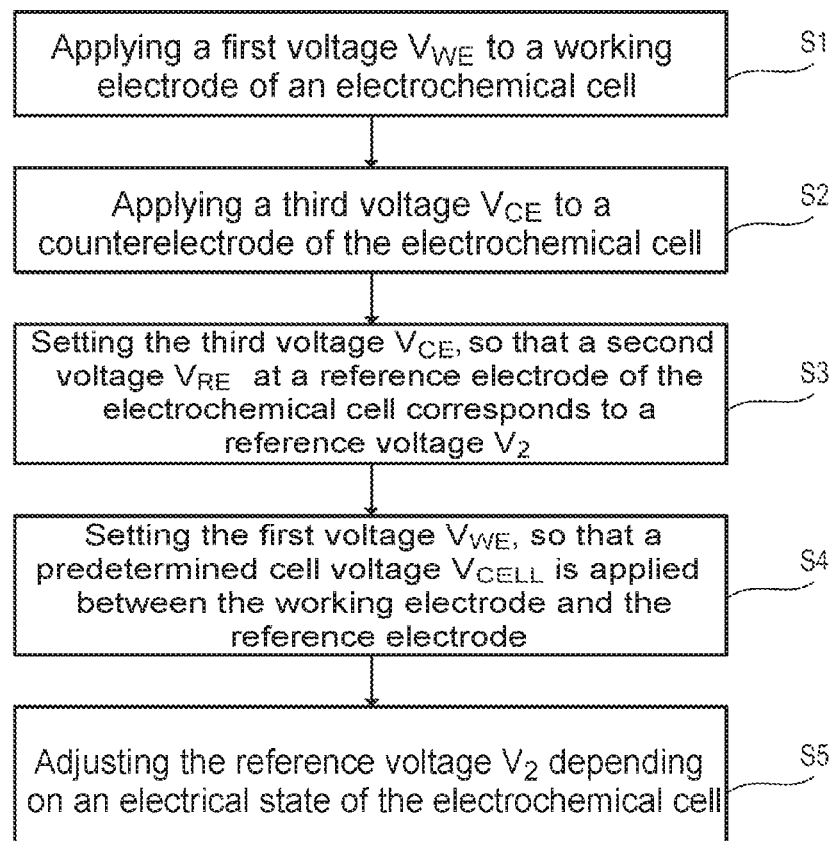 Applying a first voltage V_WE to a working
electrode of an electrochemical cell
S1
Applying a third voltage V_CE to a
counterelectrode of the electrochemical cell
S2
Setting the third voltage V_CE, so that a second
voltage V_RE at a reference electrode of the
electrochemical cell corresponds to a
reference voltage V_2
S3
Setting the first voltage V_WE, so that a
predetermined cell voltage V_CELL is applied
between the working electrode and the
reference electrode
S4
Adjusting the reference voltage V_2 depending
on an electrical state of the electrochemical cell
S5